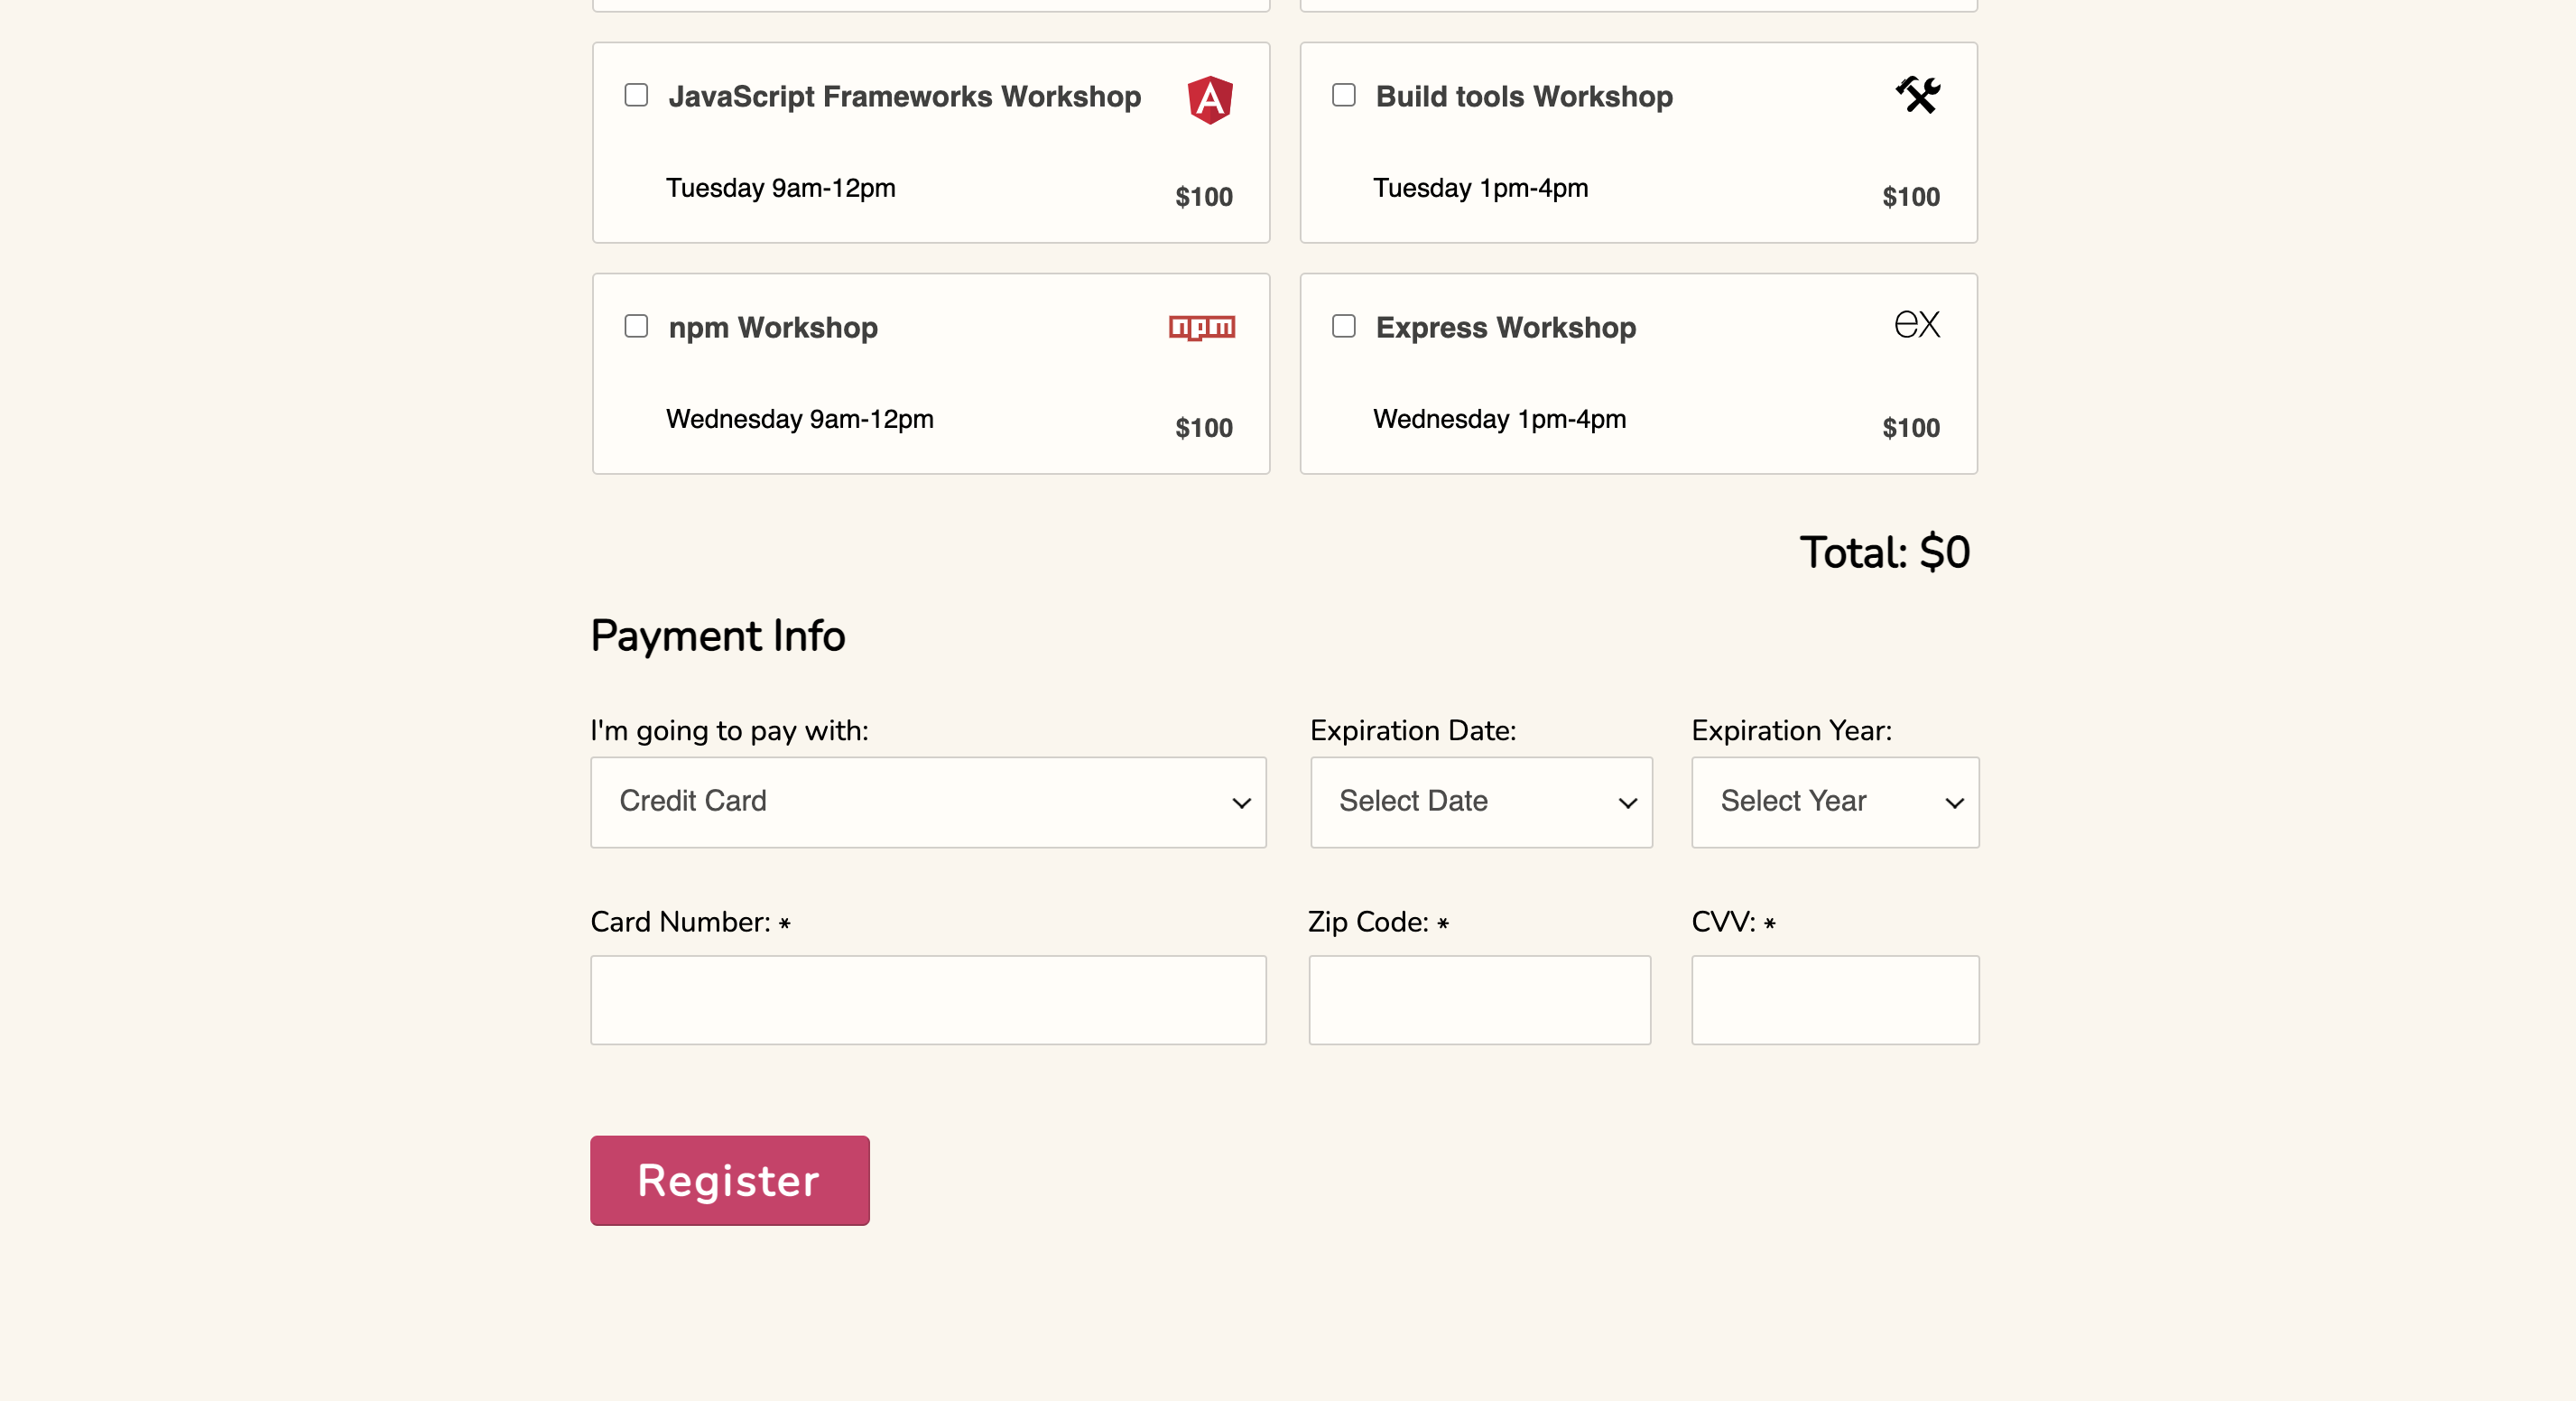 JavaScript Frameworks Workshop
Tuesday 9am-12pm
$100
Build tools Workshop
Tuesday 1pm-4pm
$100
npm Workshop
npm
Wednesday 9am-12pm
$100
Express Workshop
ex
Wednesday 1pm-4pm
$100
Total: $0
Payment Info
I'm going to pay with:
Credit Card
Expiration Date:
Select Date
Expiration Year:
Select Year
Card Number: *
Zip Code: *
CVV: *
Register